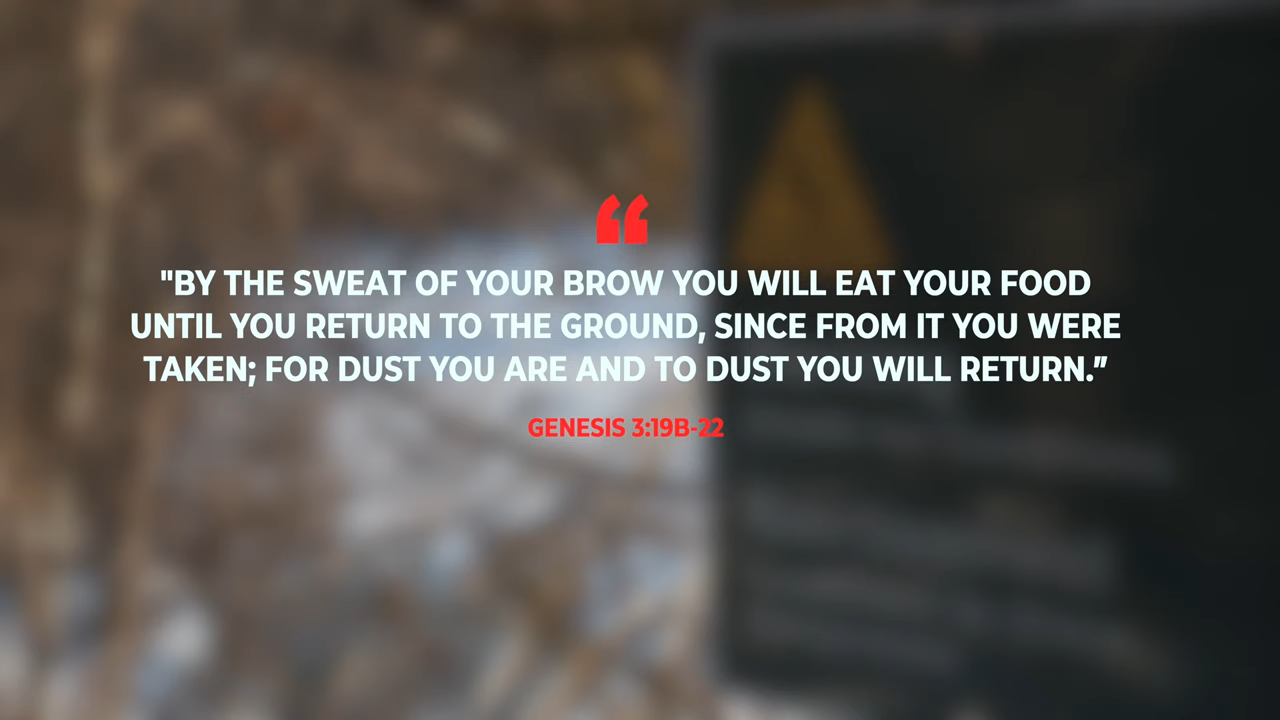 "BY THE SWEAT OF YOUR BROW YOU WILL EAT YOUR FOOD
UNTIL YOU RETURN TO THE GROUND, SINCE FROM IT YOU WERE
TAKEN; FOR DUST YOU ARE AND TO DUST YOU WILL RETURN.”
GENESIS 3:19B-22